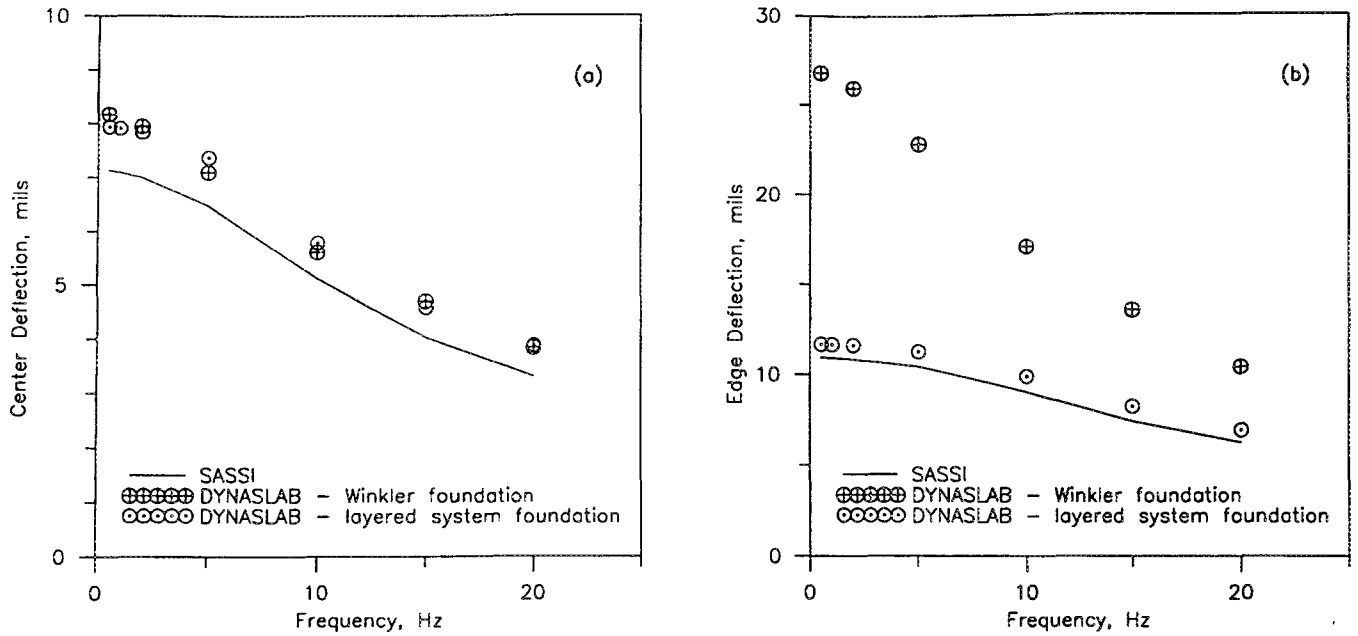 10
(a)
5
0
Center Deflection, mils
SASSI
DYNASLAB - Winkler foundation
DYNASLAB - layered system foundation
0
10
20
Frequency, Hz
30
(b)
20
10
0
Edge Deflection, mils
SASSI
DYNASLAB - Winkler foundation
DYNASLAB - layered system foundation
0
10
20
Frequency, Hz